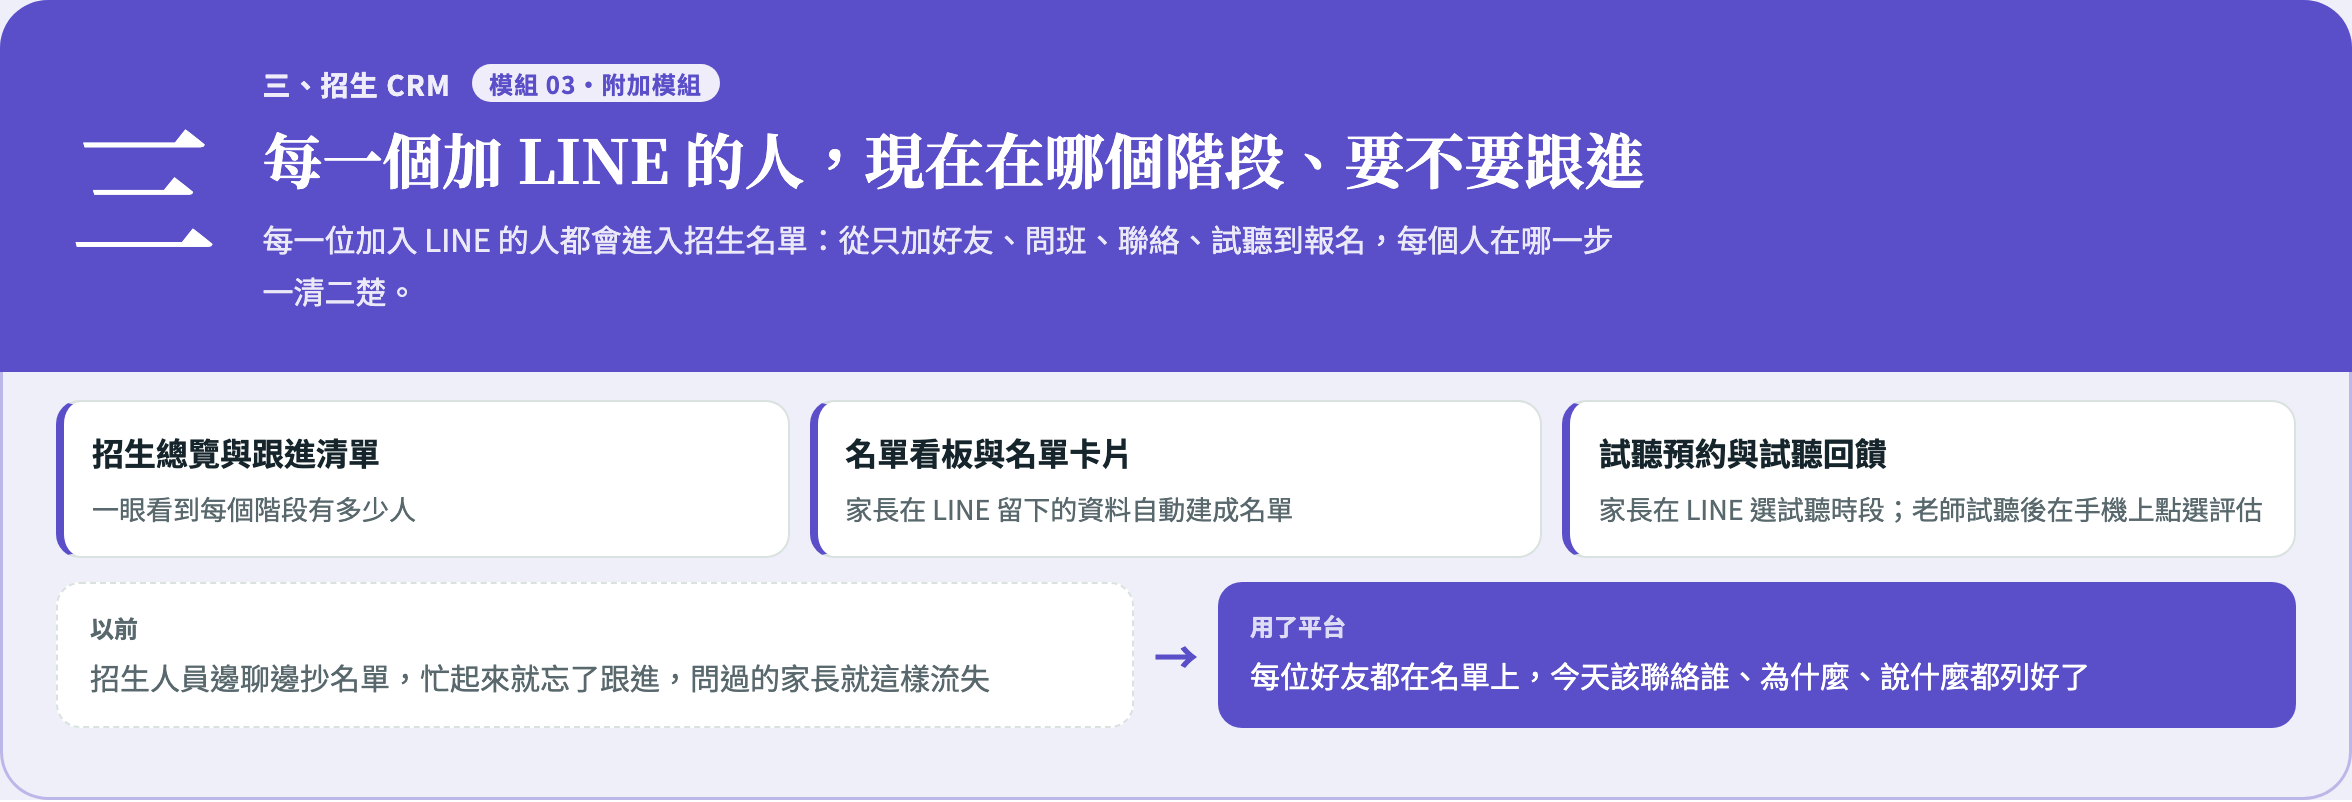 三
三、招生 CRM
模組 03・附加模組
每一個加 LINE 的人，現在在哪個階段、要不要跟進
每一位加入 LINE 的人都會進入招生名單：從只加好友、問班、聯絡、試聽到報名，每個人在哪一步
一清二楚。
招生總覽與跟進清單
一眼看到每個階段有多少人
名單看板與名單卡片
家長在 LINE 留下的資料自動建成名單
試聽預約與試聽回饋
家長在 LINE 選試聽時段；老師試聽後在手機上點選評估
以前
招生人員邊聊邊抄名單，忙起來就忘了跟進，問過的家長就這樣流失
→
用了平台
每位好友都在名單上，今天該聯絡誰、為什麼、說什麼都列好了